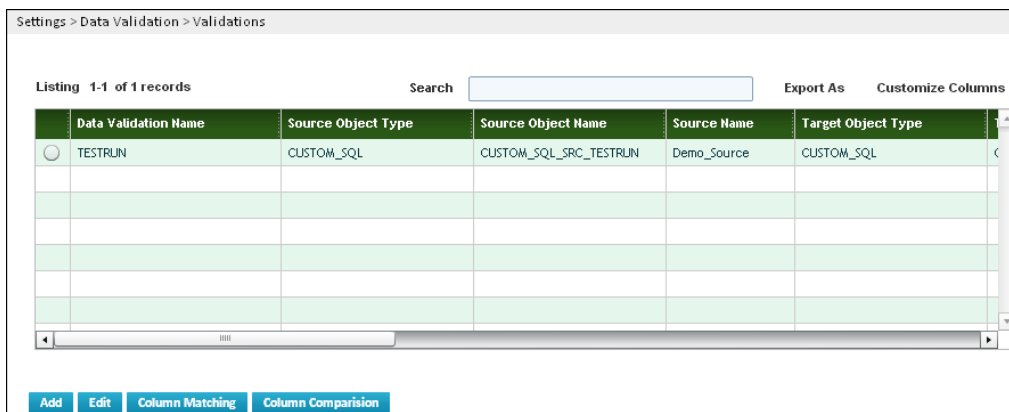 Settings > Data Validation > Validations
Listing 1-1 of 1 records Search Export As Customize Columns
Data Validation Name Source Object Type Source Object Name Source Name Target Object Type
TESTRUN CUSTOM_SQL CUSTOM_SQL_SRC_TESTRUN Demo_Source CUSTOM_SQL
Add Edit Column Matching Column Comparision